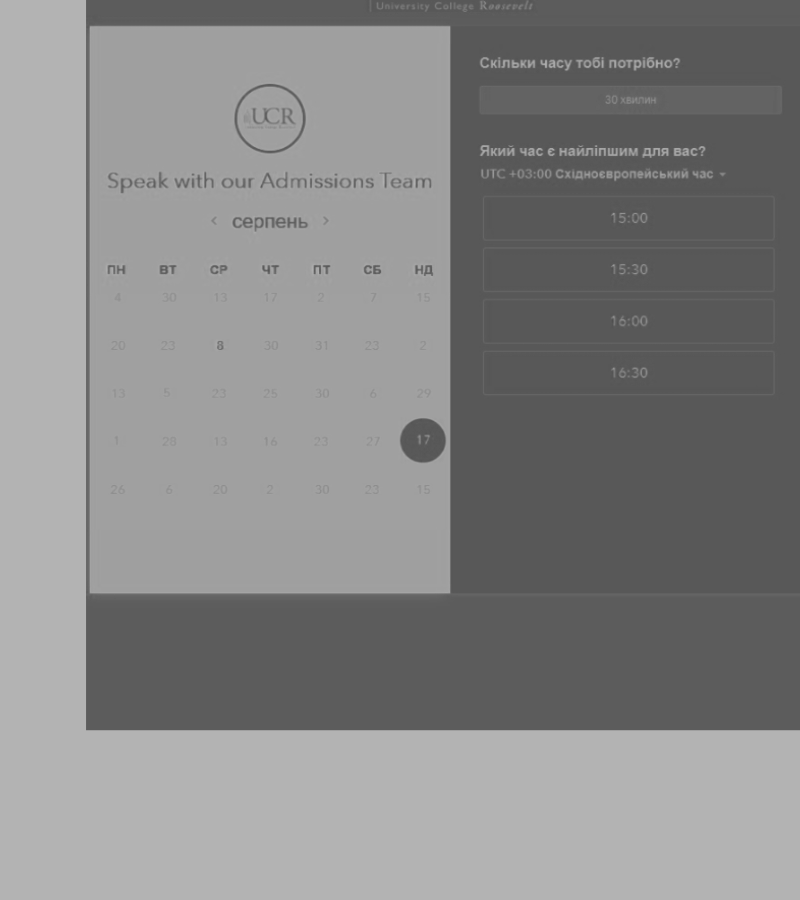 University College Roosevelt
UCR
Speak with our Admissions Team
‹ серпень ›
ПН ВТ СР ЧТ ПТ СБ НД
4 30 13 17 2 7 15
20 23 8 30 31 23 2
13 5 23 25 30 6 29
1 28 13 16 23 27 17
26 6 20 2 30 23 15
Скільки часу тобі потрібно?
30 хвилин
Який час є найліпшим для вас?
UTC +03:00 Східноєвропейський час
15:00
15:30
16:00
16:30